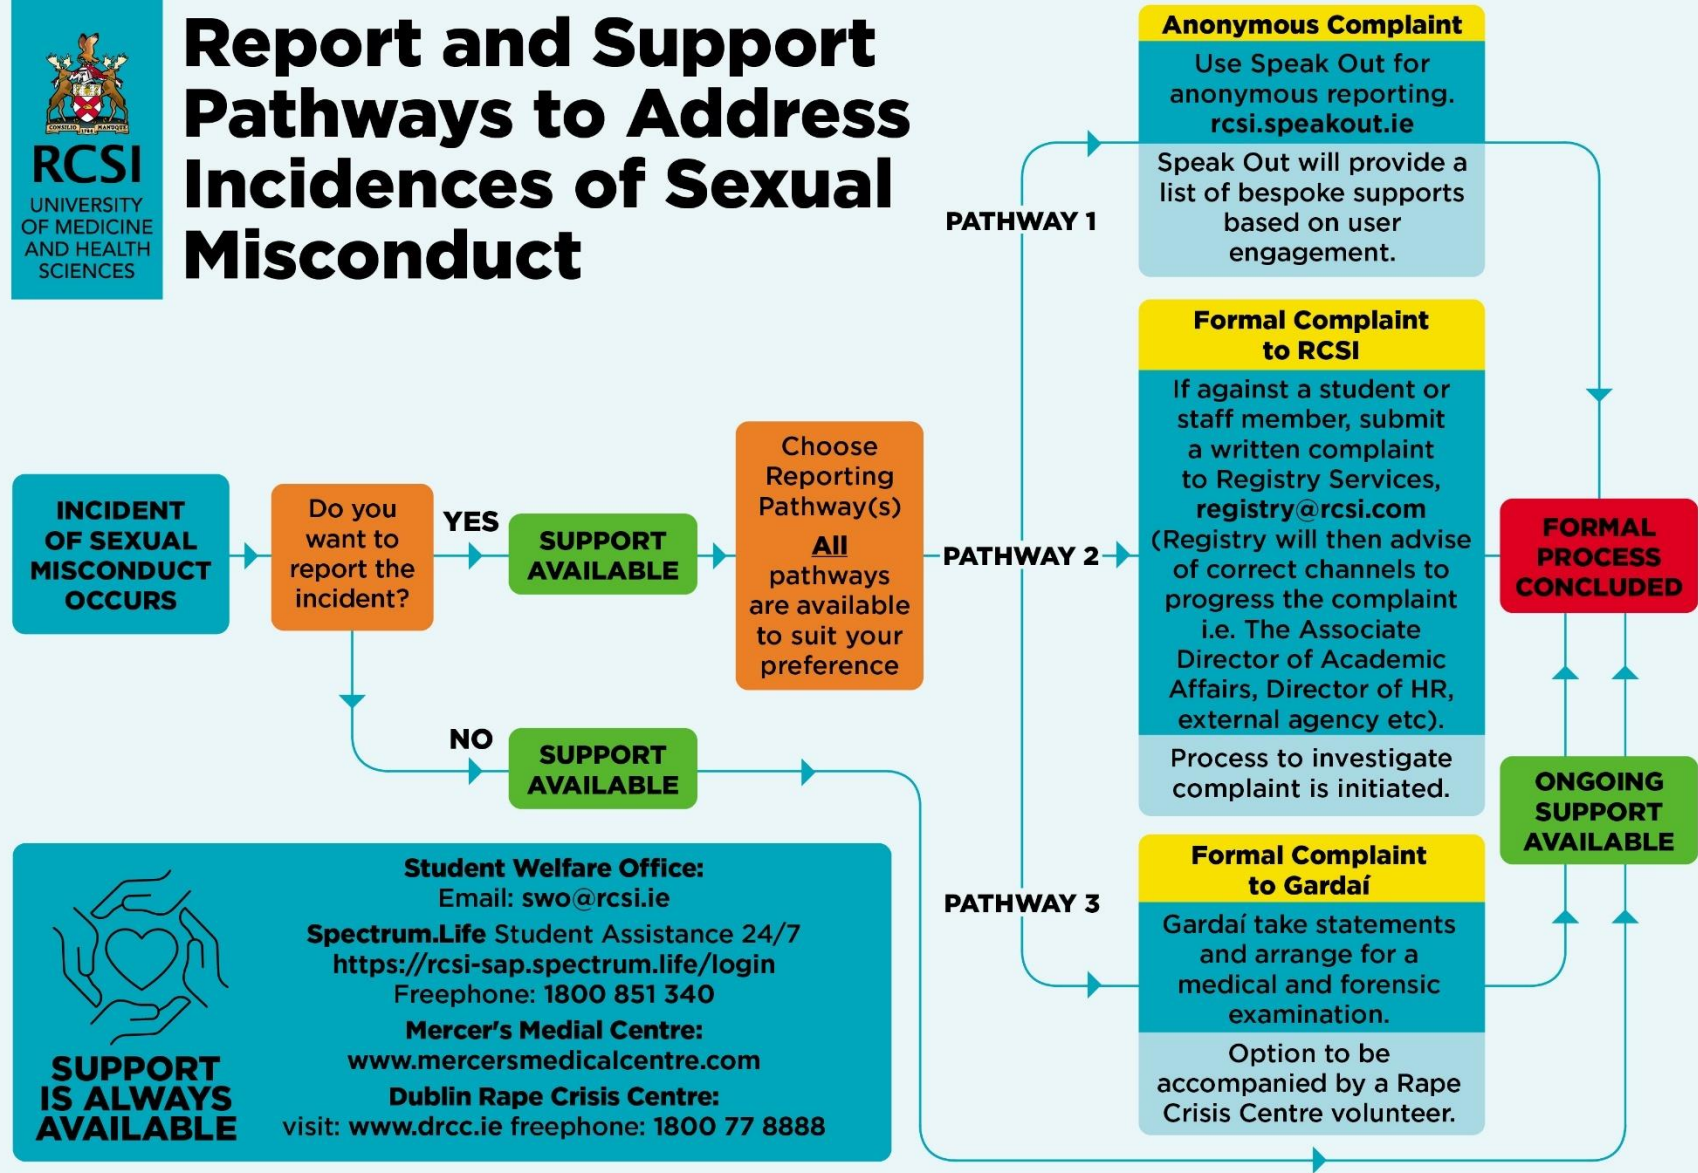 CONSILIO 1784 MANUQUE
RCSI
UNIVERSITY
OF MEDICINE
AND HEALTH
SCIENCES
Report and Support
Pathways to Address
Incidences of Sexual
Misconduct
INCIDENT
OF SEXUAL
MISCONDUCT
OCCURS
Do you
want to
report the
incident?
YES
SUPPORT
AVAILABLE
NO
SUPPORT
AVAILABLE
Choose
Reporting
Pathway(s)
All
pathways
are available
to suit your
preference
PATHWAY 1
Anonymous Complaint
Use Speak Out for
anonymous reporting.
rcsi.speakout.ie
Speak Out will provide a
list of bespoke supports
based on user
engagement.
PATHWAY 2
Formal Complaint
to RCSI
If against a student or
staff member, submit
a written complaint
to Registry Services,
registry@rcsi.com
(Registry will then advise
of correct channels to
progress the complaint
i.e. The Associate
Director of Academic
Affairs, Director of HR,
external agency etc).
Process to investigate
complaint is initiated.
PATHWAY 3
Formal Complaint
to Gardaí
Gardaí take statements
and arrange for a
medical and forensic
examination.
Option to be
accompanied by a Rape
Crisis Centre volunteer.
FORMAL
PROCESS
CONCLUDED
ONGOING
SUPPORT
AVAILABLE
SUPPORT
IS ALWAYS
AVAILABLE
Student Welfare Office:
Email: swo@rcsi.ie
Spectrum.Life Student Assistance 24/7
https://rcsi-sap.spectrum.life/login
Freephone: 1800 851 340
Mercer's Medial Centre:
www.mercersmedicalcentre.com
Dublin Rape Crisis Centre:
visit: www.drcc.ie freephone: 1800 77 8888